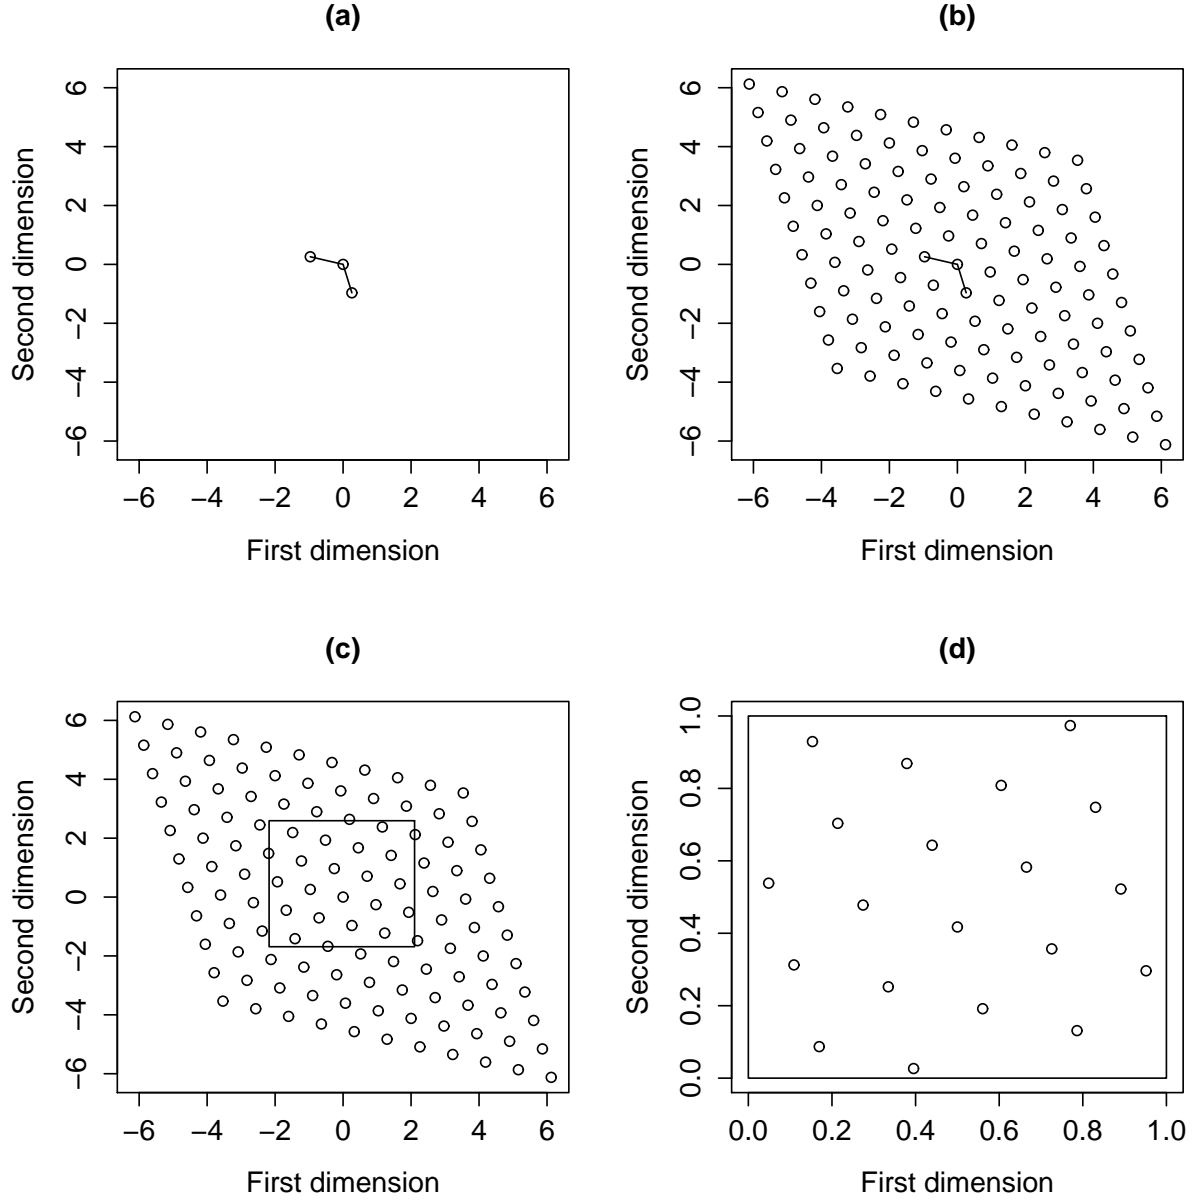 (a)
6
4
2
0
−2
−4
−6
Second dimension
−6 −4 −2 0 2 4 6
First dimension
(b)
6
4
2
0
−2
−4
−6
Second dimension
−6 −4 −2 0 2 4 6
First dimension
(c)
6
4
2
0
−2
−4
−6
Second dimension
−6 −4 −2 0 2 4 6
First dimension
(d)
1.0
0.8
0.6
0.4
0.2
0.0
Second dimension
0.0 0.2 0.4 0.6 0.8 1.0
First dimension